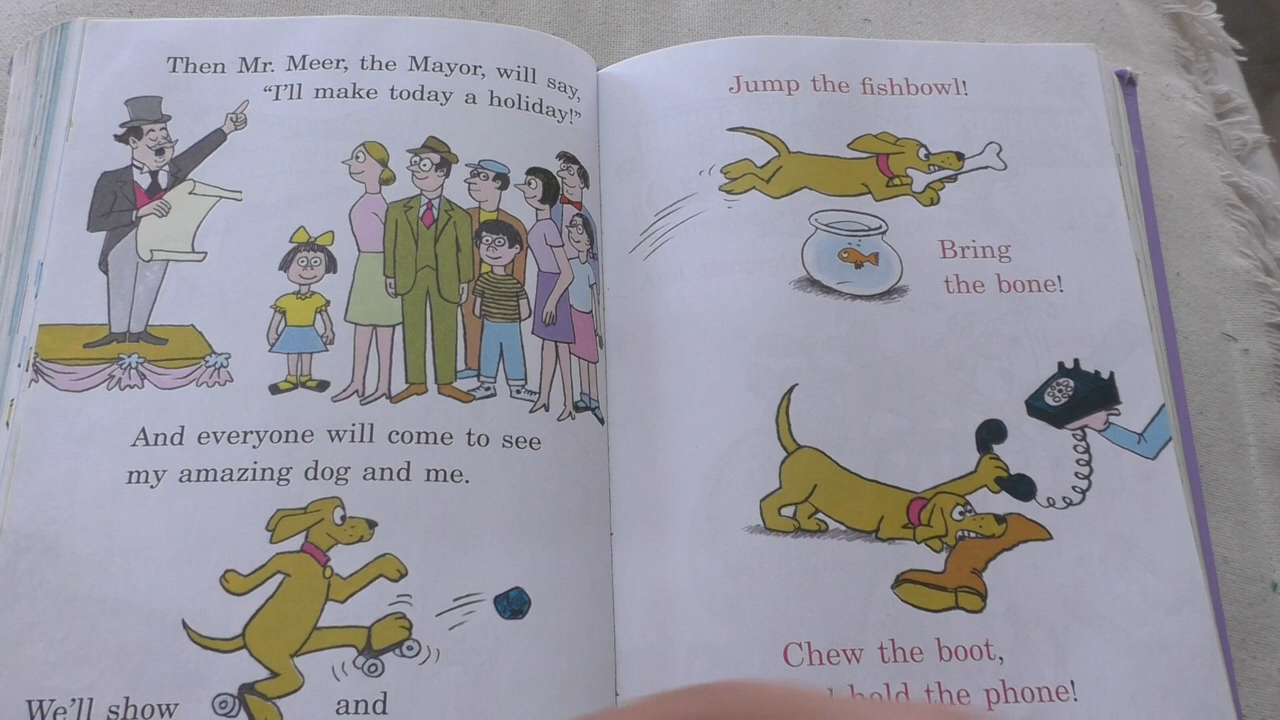 Then Mr. Meer, the Mayor, will say,
"I'll make today a holiday!"
And everyone will come to see
my amazing dog and me.
We'll show and
Jump the fishbowl!
Bring
the bone!
Chew the boot,
hold the phone!